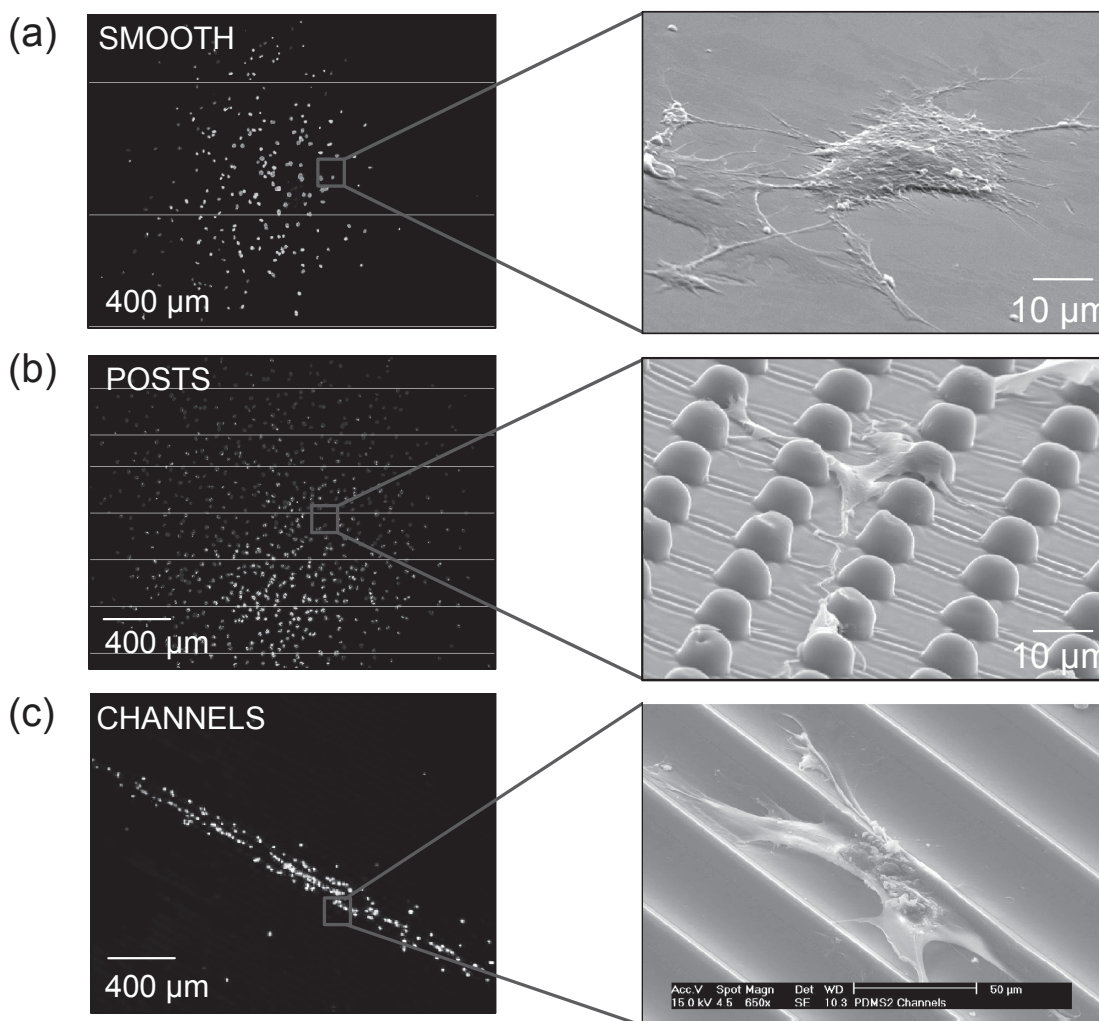 (a)
SMOOTH
400 µm
10 µm
(b)
POSTS
400 µm
10 µm
(c)
CHANNELS
400 µm
50 µm
Acc.V Spot Magn Det WD
15.0 kV 4.5 650x SE 10.3 PDMS2 Channels